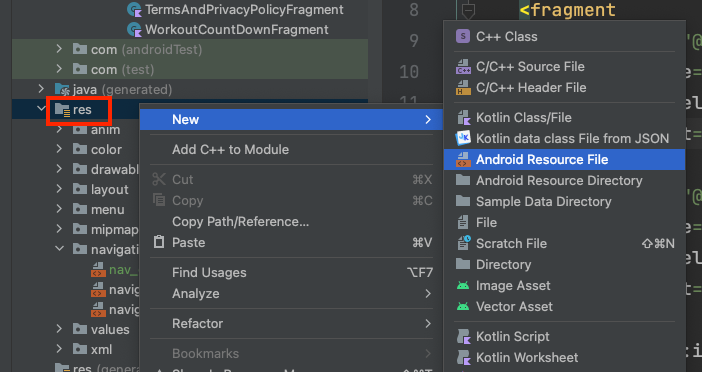 TermsAndPrivacyPolicyFragment
WorkoutCountDownFragment
com (androidTest)
com (test)
java (generated)
res
anim
color
drawabl
layout
menu
mipmap
navigati
nav_
navig
navig
values
xml
res (gene
New
Add C++ to Module
Cut ⌘X
Copy ⌘C
Copy Path/Reference...
Paste ⌘V
Find Usages ⌥F7
Analyze
Refactor
Bookmarks
C++ Class
C/C++ Source File
C/C++ Header File
Kotlin Class/File
Kotlin data class File from JSON
Android Resource File
Android Resource Directory
Sample Data Directory
File
Scratch File ⇧⌘N
Directory
Image Asset
Vector Asset
Kotlin Script
Kotlin Worksheet
8 <fragment
9 '@
10 e=
11 el
t=
'@
e=
el
t=
:i